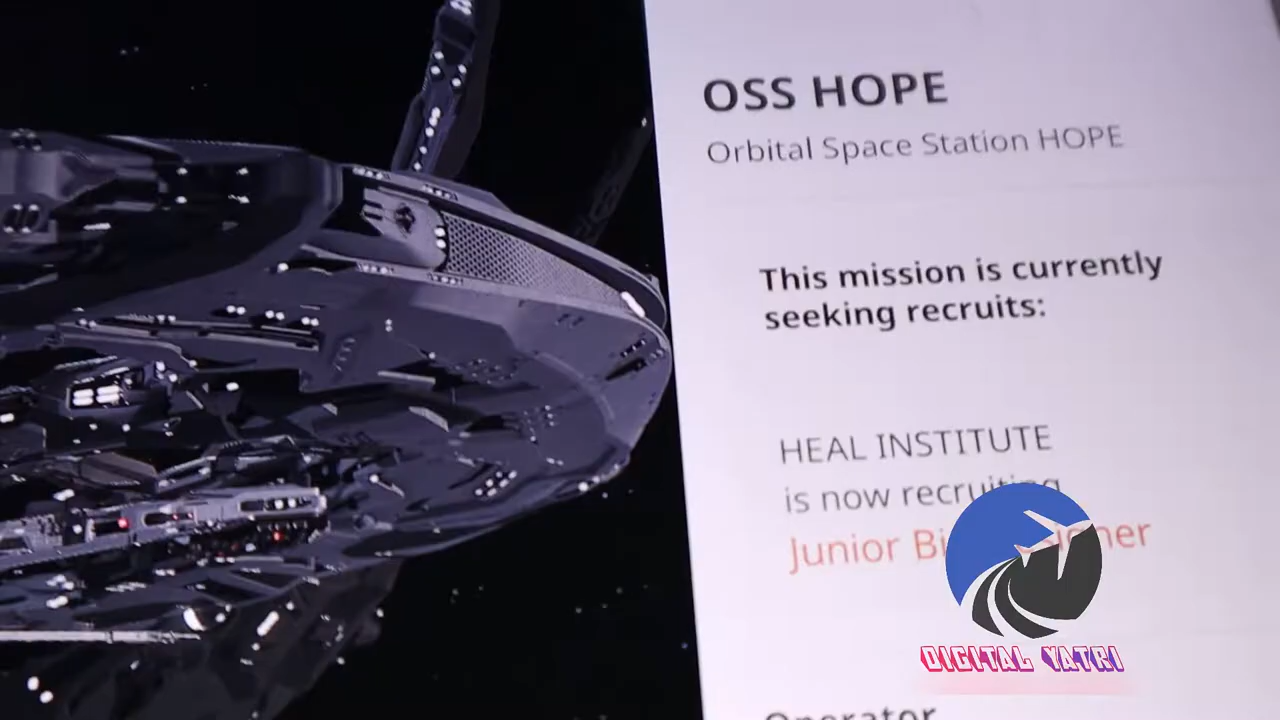 OSS HOPE
Orbital Space Station HOPE
This mission is currently
seeking recruits:
HEAL INSTITUTE
is now recruiting
Junior
Operator
DIGITAL YATRI